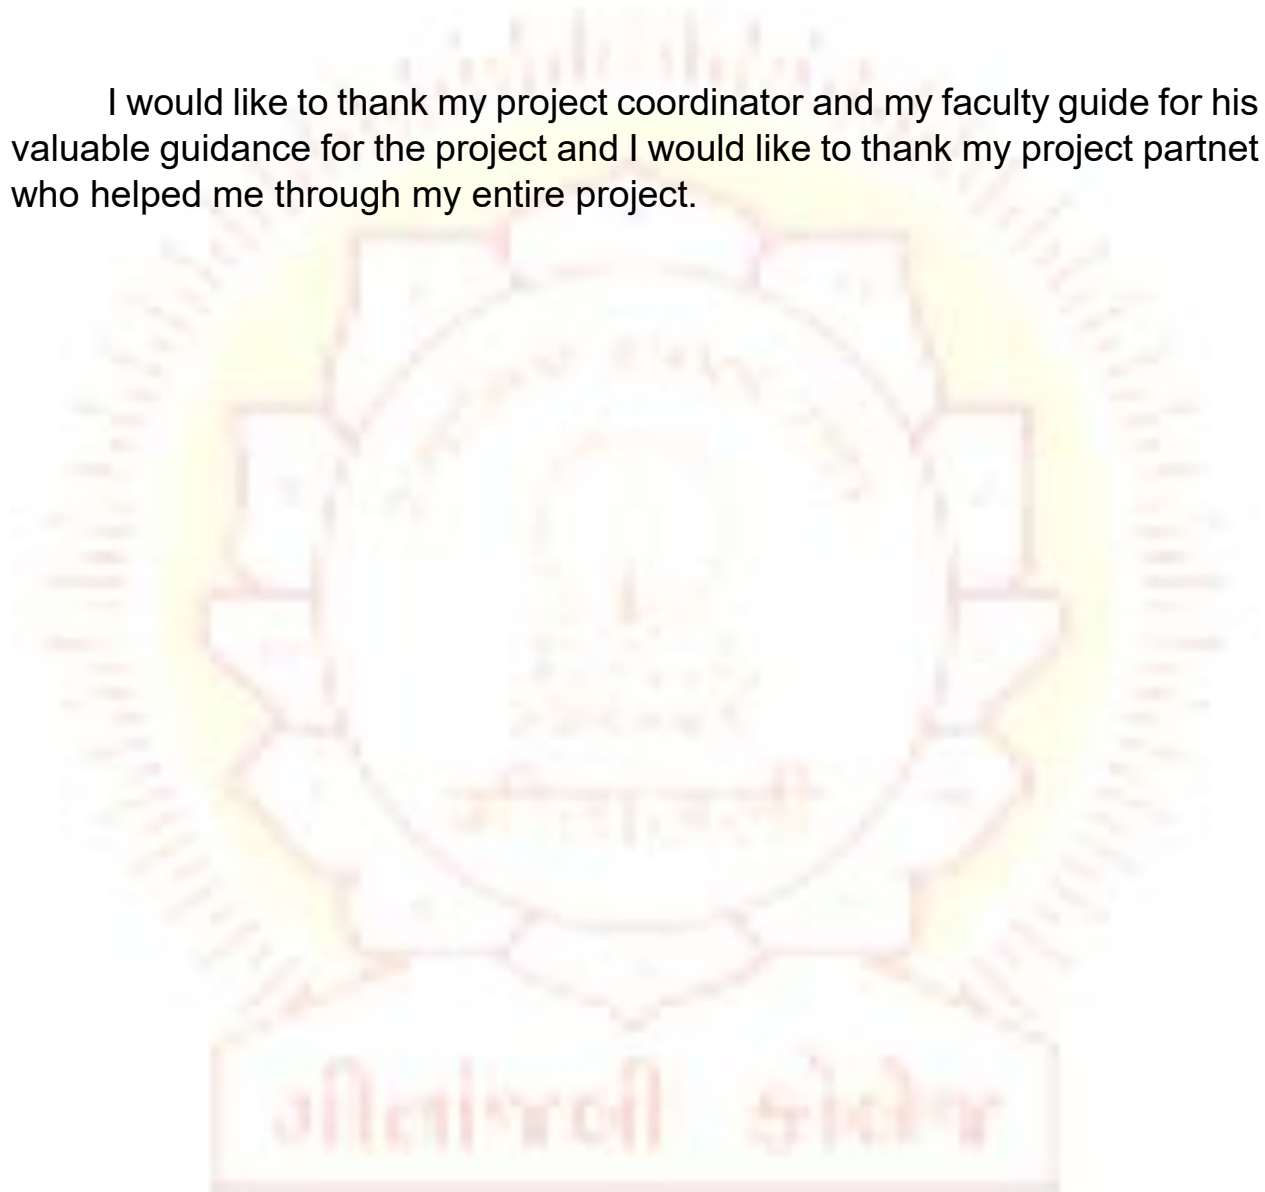 I would like to thank my project coordinator and my faculty guide for his
valuable guidance for the project and I would like to thank my project partnet
who helped me through my entire project.
ગીતાંજલી કોલેજ